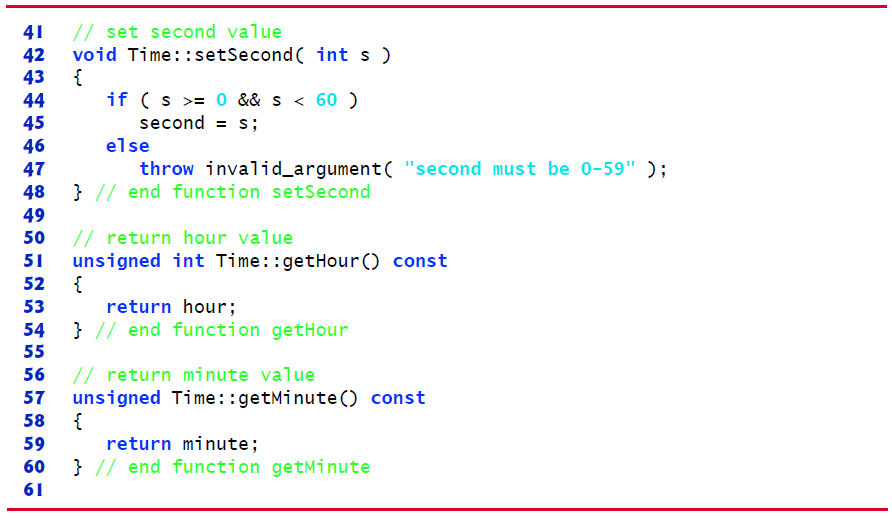 41 // set second value
42 void Time::setSecond( int s )
43 {
44    if ( s >= 0 && s < 60 )
45       second = s;
46    else
47       throw invalid_argument( "second must be 0-59" );
48 } // end function setSecond
49
50 // return hour value
51 unsigned int Time::getHour() const
52 {
53    return hour;
54 } // end function getHour
55
56 // return minute value
57 unsigned Time::getMinute() const
58 {
59    return minute;
60 } // end function getMinute
61